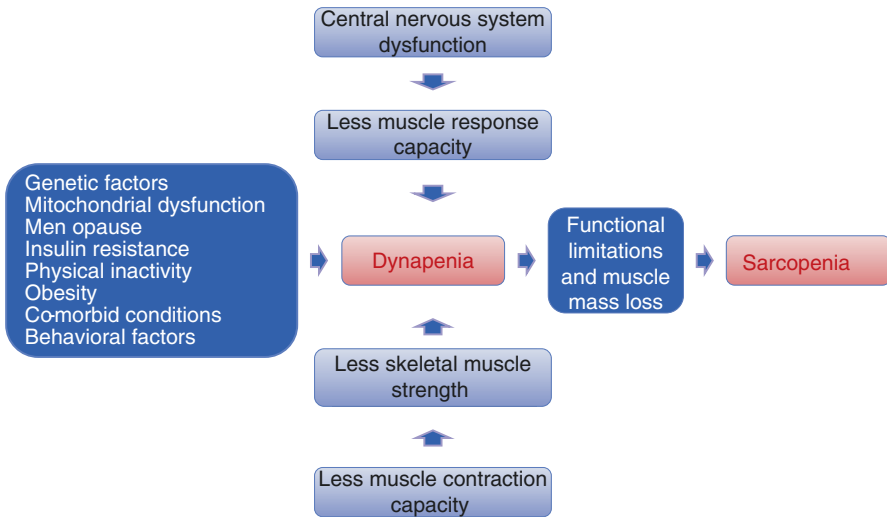 Central nervous system
dysfunction
Less muscle response
capacity
Genetic factors
Mitochondrial dysfunction
Men opause
Insulin resistance
Physical inactivity
Obesity
Co-morbid conditions
Behavioral factors
Dynapenia
Functional
limitations
and muscle
mass loss
Sarcopenia
Less skeletal muscle
strength
Less muscle contraction
capacity